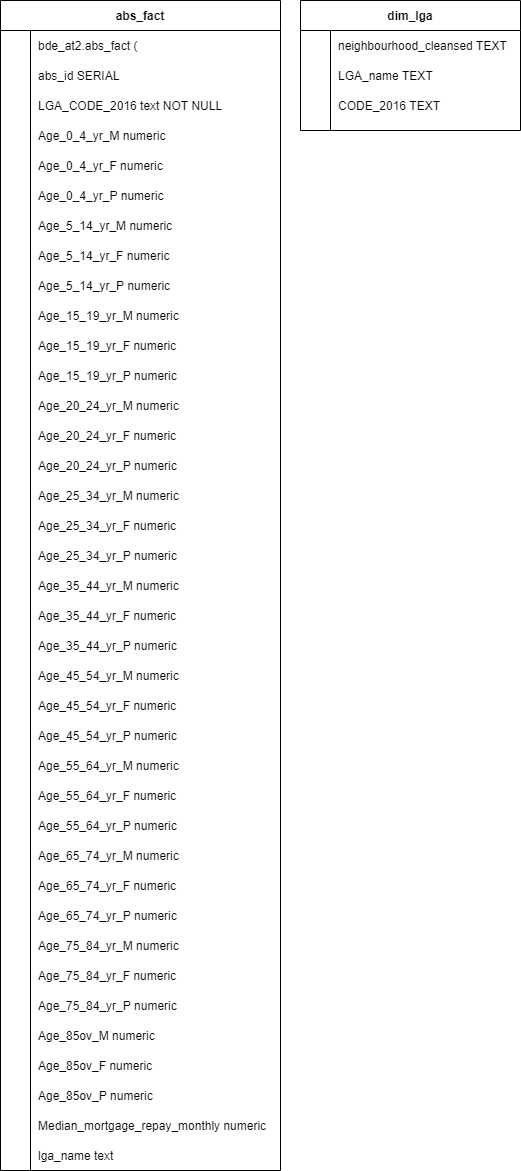 abs_fact
bde_at2.abs_fact (
abs_id SERIAL
LGA_CODE_2016 text NOT NULL
Age_0_4_yr_M numeric
Age_0_4_yr_F numeric
Age_0_4_yr_P numeric
Age_5_14_yr_M numeric
Age_5_14_yr_F numeric
Age_5_14_yr_P numeric
Age_15_19_yr_M numeric
Age_15_19_yr_F numeric
Age_15_19_yr_P numeric
Age_20_24_yr_M numeric
Age_20_24_yr_F numeric
Age_20_24_yr_P numeric
Age_25_34_yr_M numeric
Age_25_34_yr_F numeric
Age_25_34_yr_P numeric
Age_35_44_yr_M numeric
Age_35_44_yr_F numeric
Age_35_44_yr_P numeric
Age_45_54_yr_M numeric
Age_45_54_yr_F numeric
Age_45_54_yr_P numeric
Age_55_64_yr_M numeric
Age_55_64_yr_F numeric
Age_55_64_yr_P numeric
Age_65_74_yr_M numeric
Age_65_74_yr_F numeric
Age_65_74_yr_P numeric
Age_75_84_yr_M numeric
Age_75_84_yr_F numeric
Age_75_84_yr_P numeric
Age_85ov_M numeric
Age_85ov_F numeric
Age_85ov_P numeric
Median_mortgage_repay_monthly numeric
lga_name text
dim_lga
neighbourhood_cleansed TEXT
LGA_name TEXT
CODE_2016 TEXT